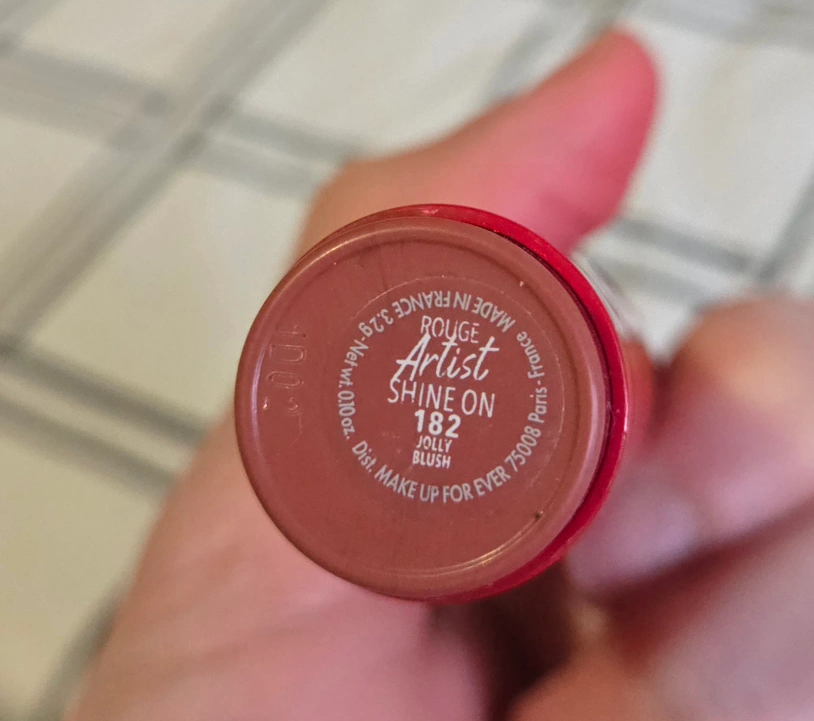 ROUGE
Artist
SHINE ON
182
JOLLY
BLUSH
MADE IN FRANCE 3.2 g-Net wt. 0.10 oz. Dist. MAKE UP FOR EVER 75008 Paris-France